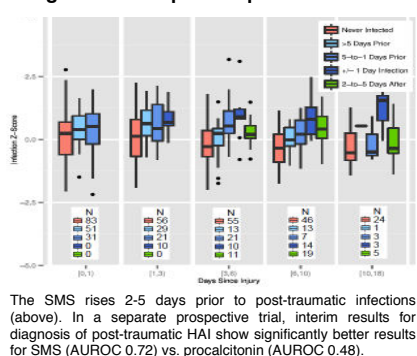 Never Infected
>5 Days Prior
5-to-1 Days Prior
+/- 1 Day Infection
2-to-5 Days After
Infection Z-Score
2.5
0.0
-2.5
-5.0
N N N N N
83 56 55 46 24
51 29 13 13 1
31 21 21 7 3
0 10 10 14 3
0 0 11 19 5
[0,1) [1,3) [3,6) [6,10) [10,18)
Days Since Injury
The SMS rises 2-5 days prior to post-traumatic infections
(above). In a separate prospective trial, interim results for
diagnosis of post-traumatic HAI show significantly better results
for SMS (AUROC 0.72) vs. procalcitonin (AUROC 0.48).